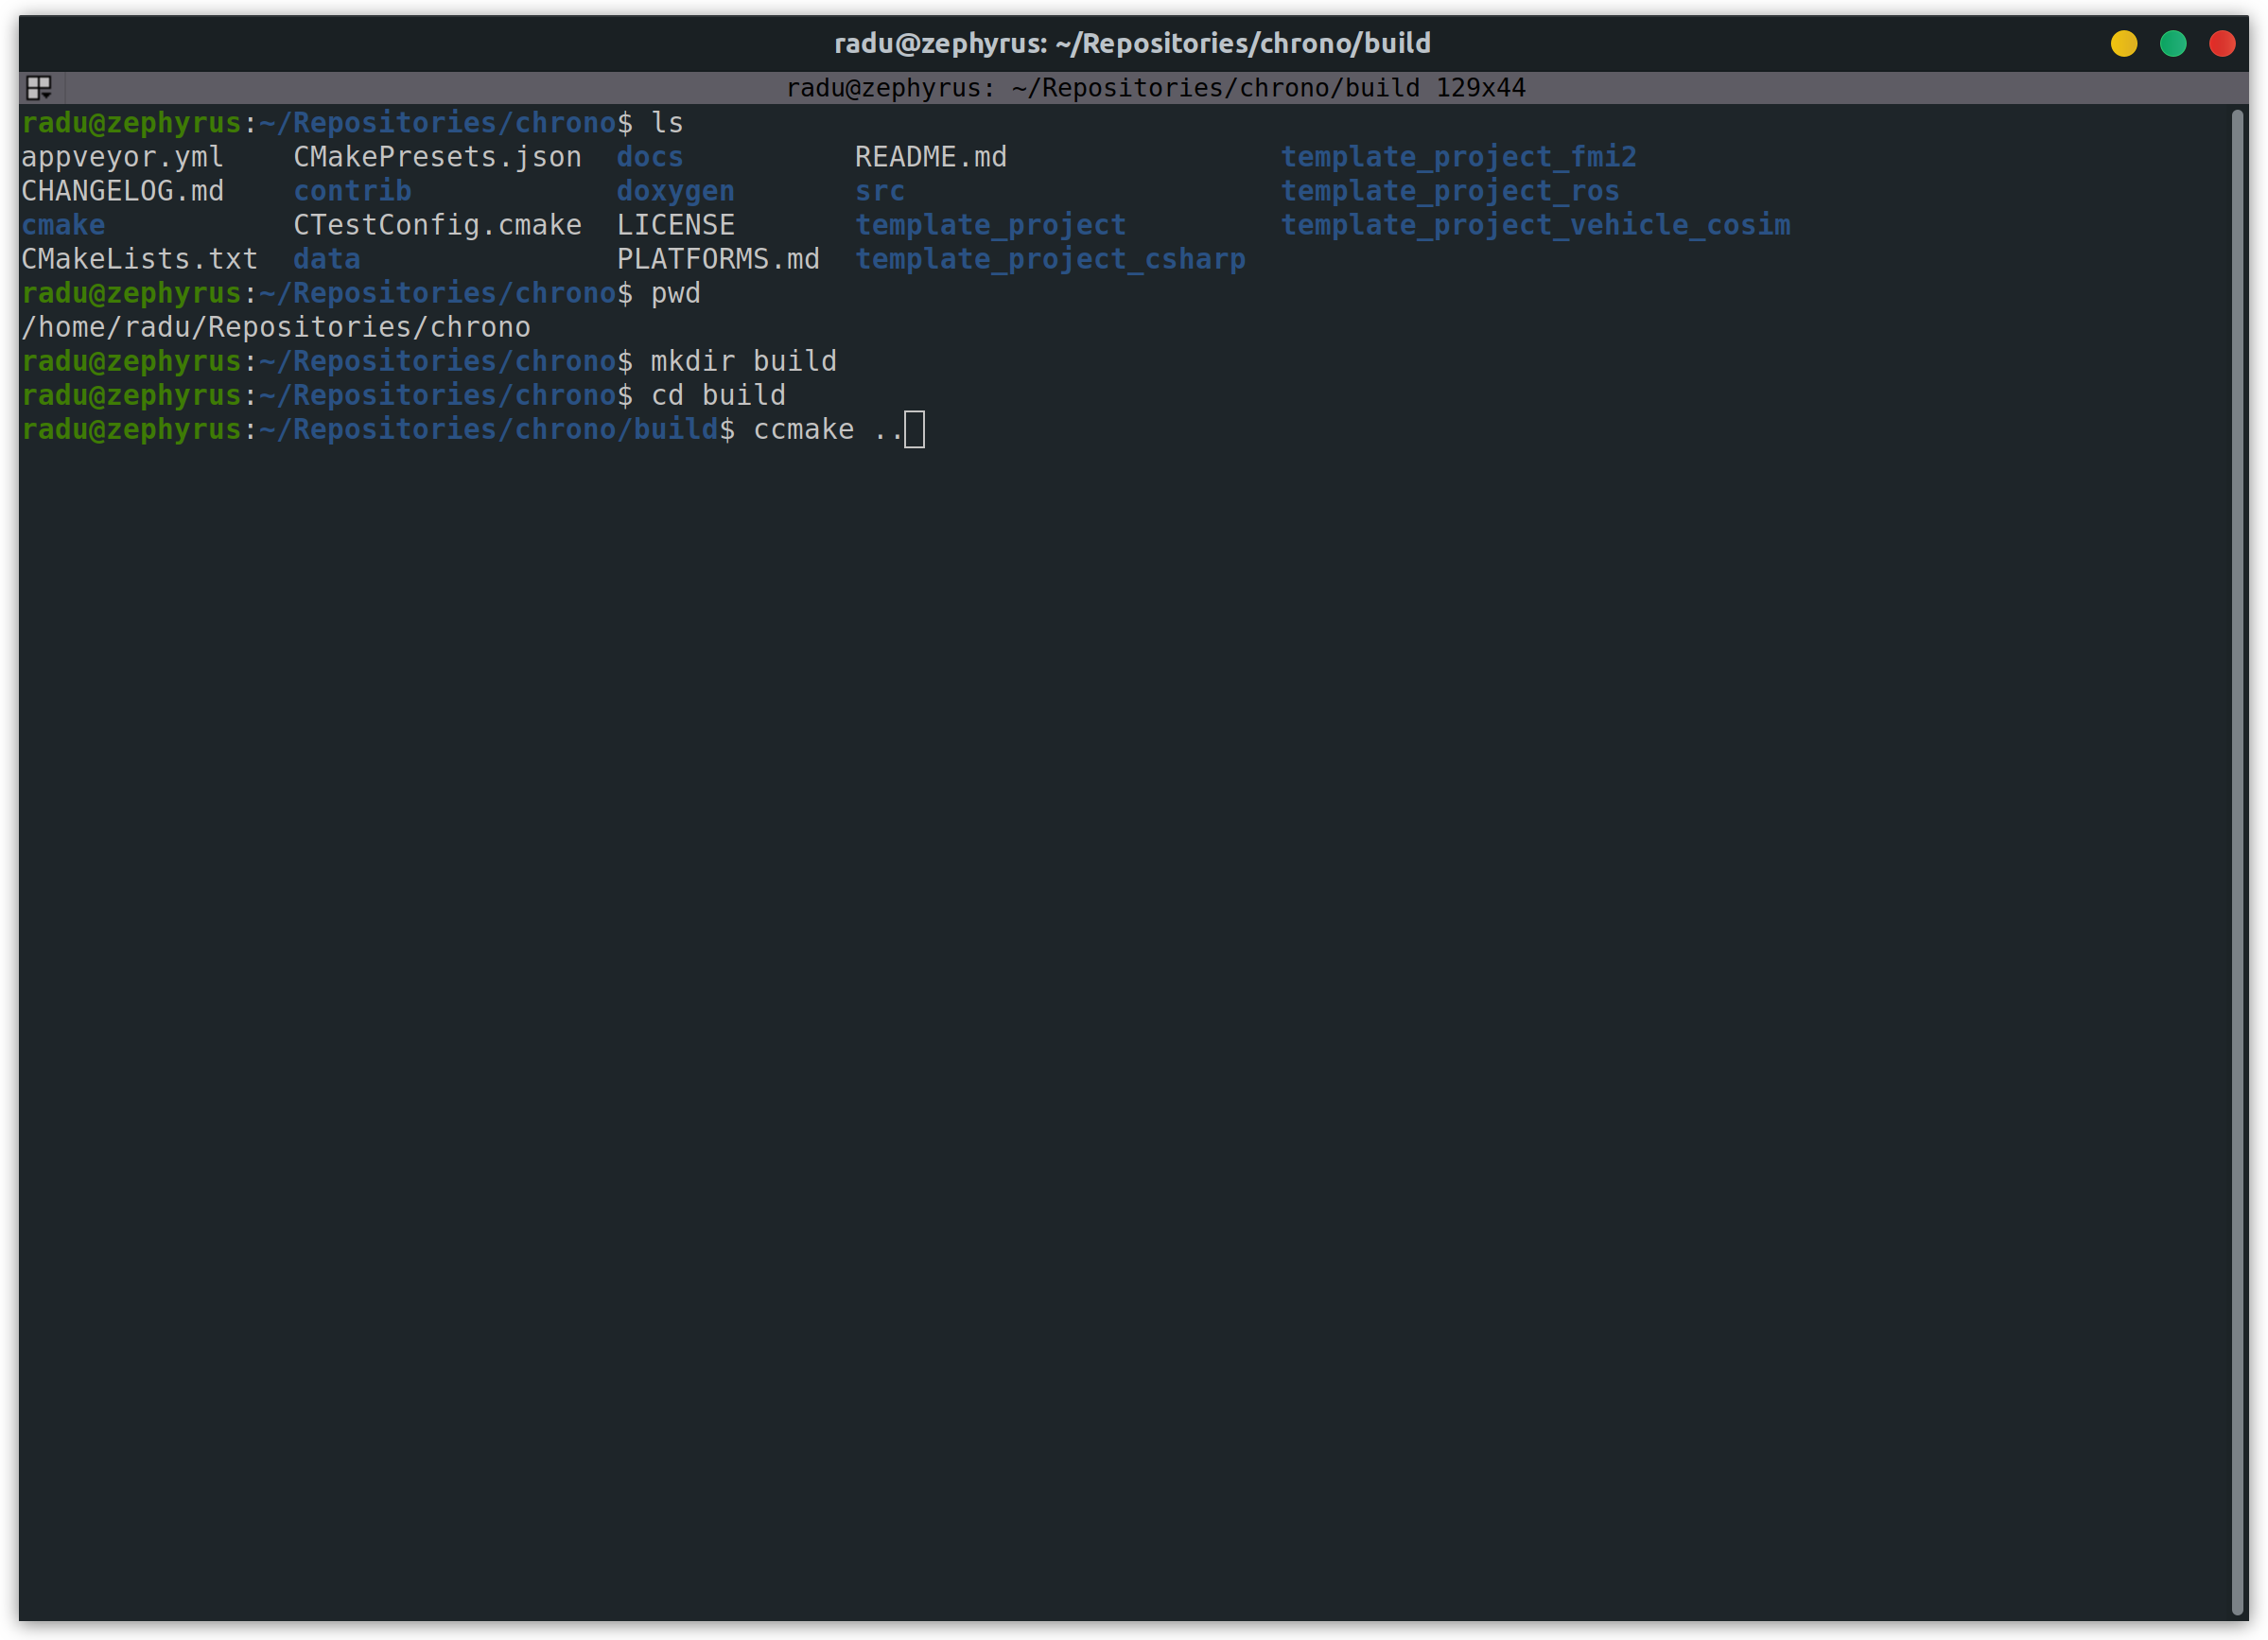 radu@zephyrus: ~/Repositories/chrono/build
radu@zephyrus: ~/Repositories/chrono/build 129x44
radu@zephyrus:~/Repositories/chrono$ ls
appveyor.yml    CMakePresets.json  docs          README.md                template_project_fmi2
CHANGELOG.md    contrib            doxygen       src                      template_project_ros
cmake           CTestConfig.cmake  LICENSE       template_project         template_project_vehicle_cosim
CMakeLists.txt  data               PLATFORMS.md  template_project_csharp
radu@zephyrus:~/Repositories/chrono$ pwd
/home/radu/Repositories/chrono
radu@zephyrus:~/Repositories/chrono$ mkdir build
radu@zephyrus:~/Repositories/chrono$ cd build
radu@zephyrus:~/Repositories/chrono/build$ ccmake ..